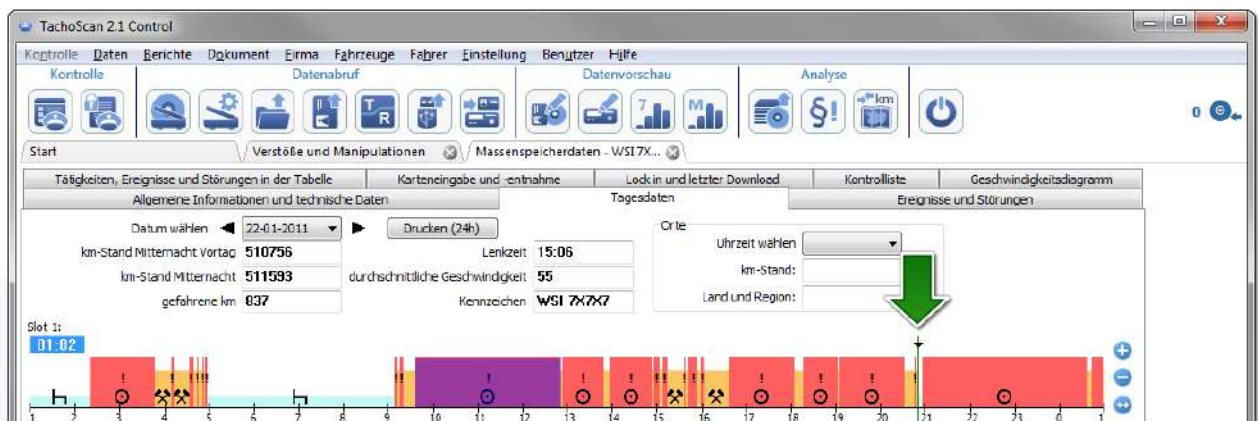 TachoScan 2.1 Control
Kontrolle Daten Berichte Dokument Firma Fahrzeuge Fahrer Einstellung Benutzer Hilfe
Kontrolle Datenabruf Datenvorschau Analyse
T R 7 M §! km
0
Start Verstöße und Manipulationen Massenspeicherdaten - WSI 7X...
Tätigkeiten, Ereignisse und Störungen in der Tabelle Karteneingabe und -entnahme Lock in und letzter Download Kontrolliste Geschwindigkeitsdiagramm
Allgemeine Informationen und technische Daten Tagesdaten Ereignisse und Störungen
Datum wählen 22-01-2011 Drucken (24h) Orte
Uhrzeit wählen
km-Stand Mitternacht Vortag 510756 Lenkzeit 15:06
km-Stand:
km-Stand Mitternacht 511593 durchschnittliche Geschwindigkeit 55
Land und Region:
gefahrene km 837 Kennzeichen WSI 7X7X7
Slot 1:
01:02
1 2 3 4 5 6 7 8 9 10 11 12 13 14 15 16 17 18 19 20 21 22 23 0 1